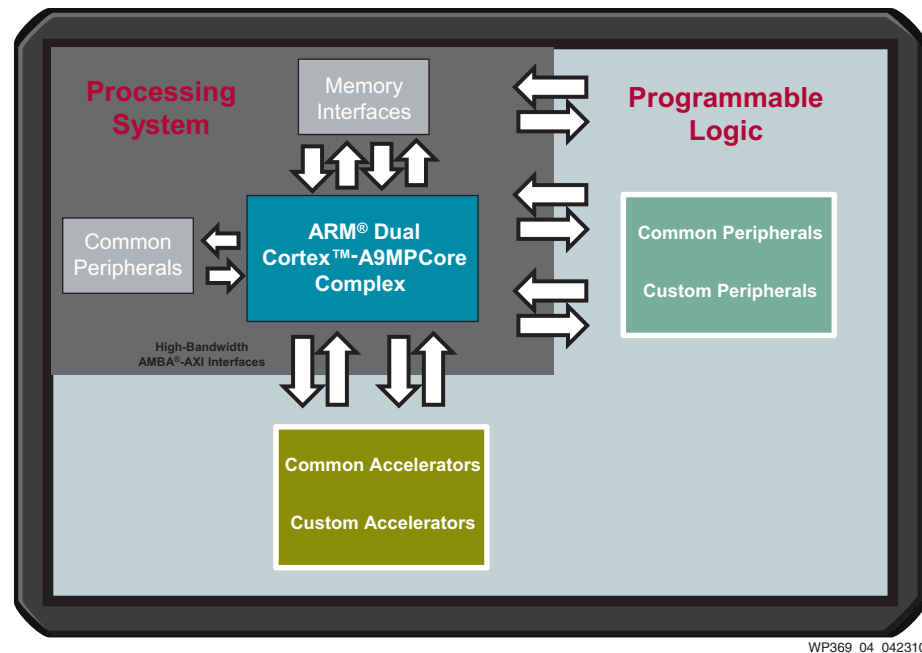 Processing
System
Memory
Interfaces
Programmable
Logic
Common
Peripherals
ARM® Dual
Cortex™-A9MPCore
Complex
Common Peripherals
Custom Peripherals
High-Bandwidth
AMBA®-AXI Interfaces
Common Accelerators
Custom Accelerators
WP369_04_042310